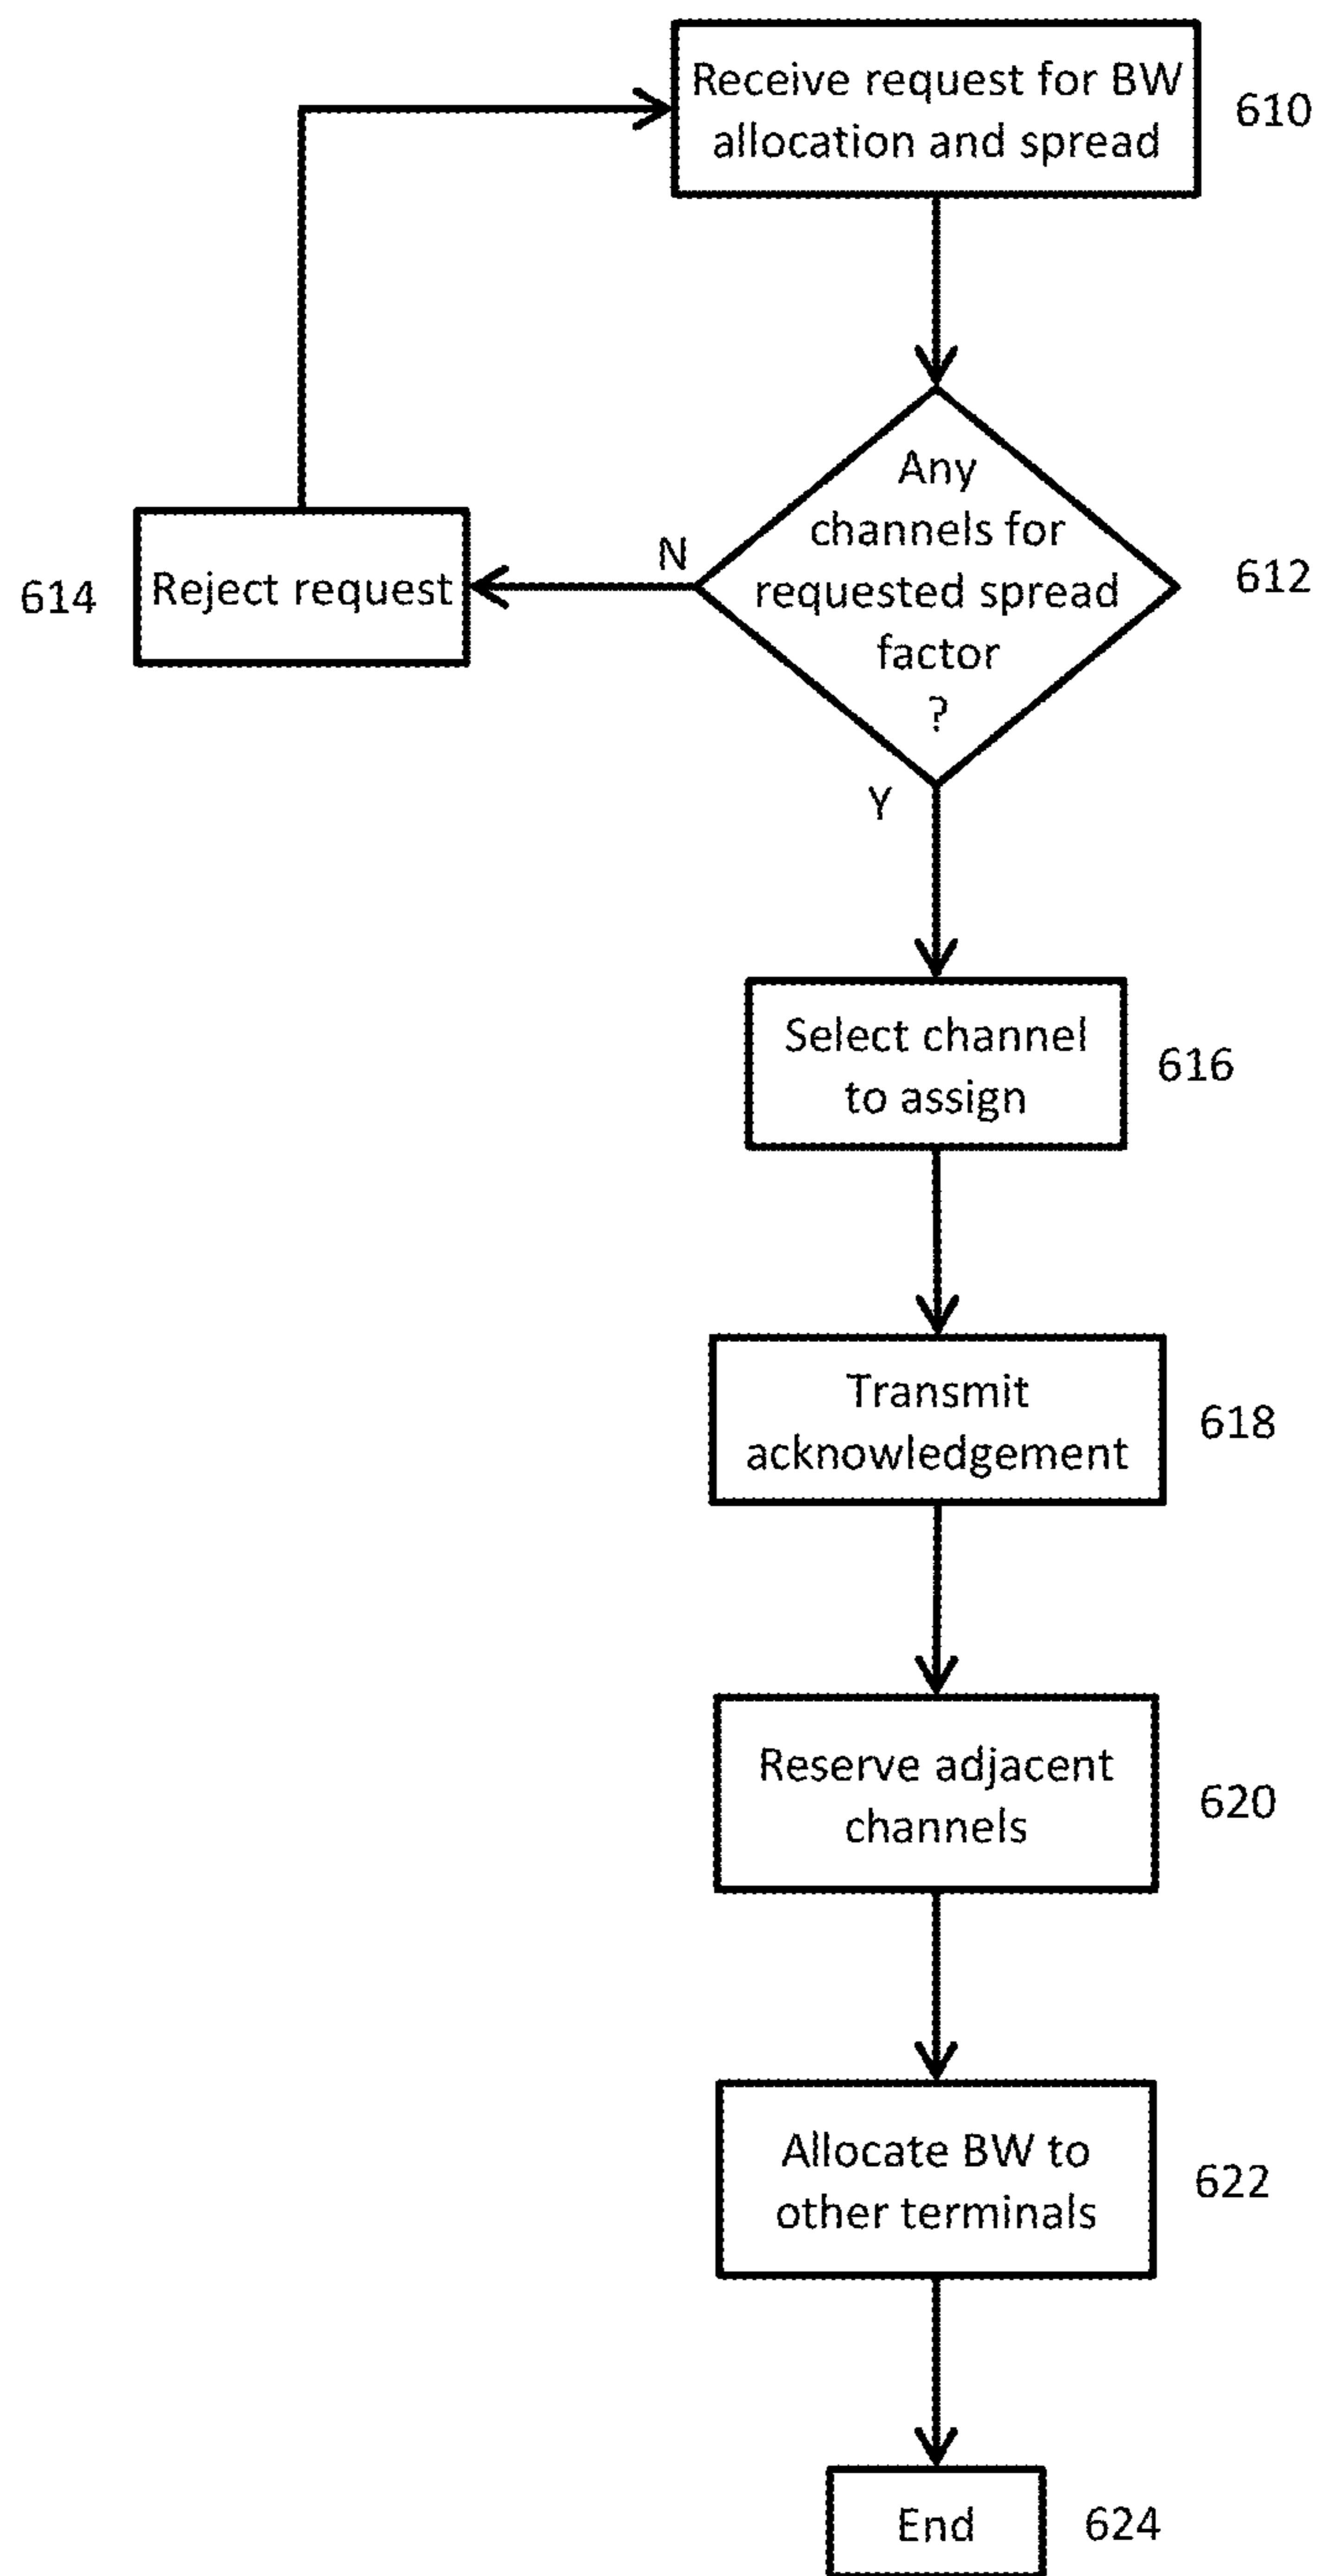 Receive request for BW
allocation and spread
610
Any
channels for
requested spread
factor
?
612
N
Reject request
614
Y
Select channel
to assign
616
Transmit
acknowledgement
618
Reserve adjacent
channels
620
Allocate BW to
other terminals
622
End
624